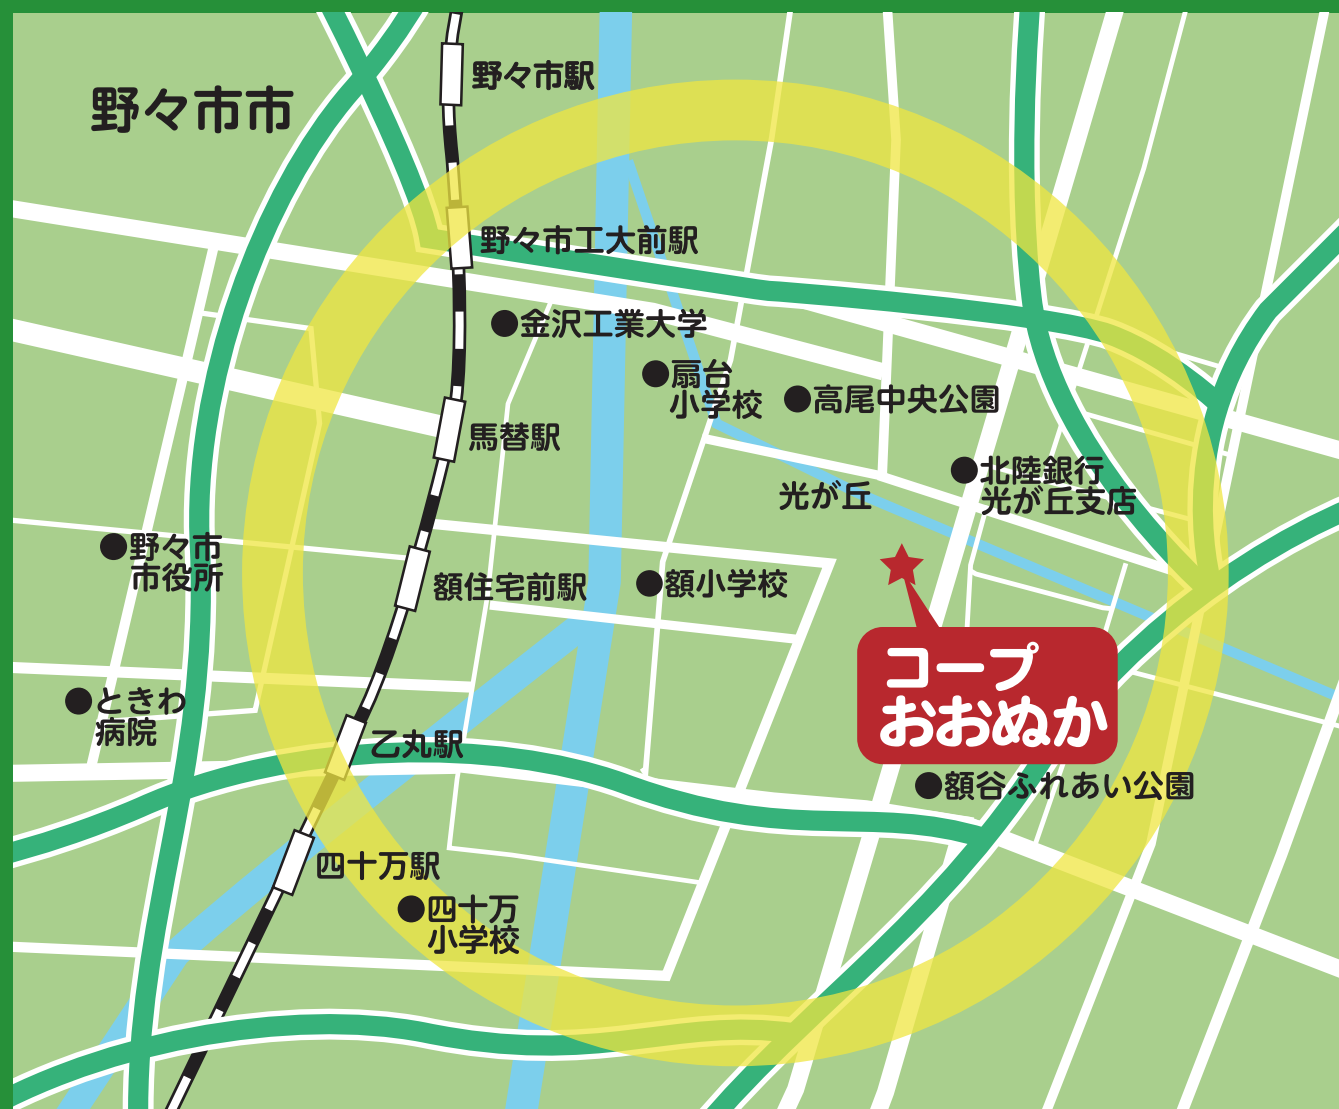 野々市駅
野々市市
野々市工大前駅
金沢工業大学
扇台
小学校
高尾中央公園
馬替駅
北陸銀行
光が丘支店
光が丘
野々市
市役所
額住宅前駅
額小学校
コープ
おおぬか
ときわ
病院
乙丸駅
額谷ふれあい公園
四十万駅
四十万
小学校